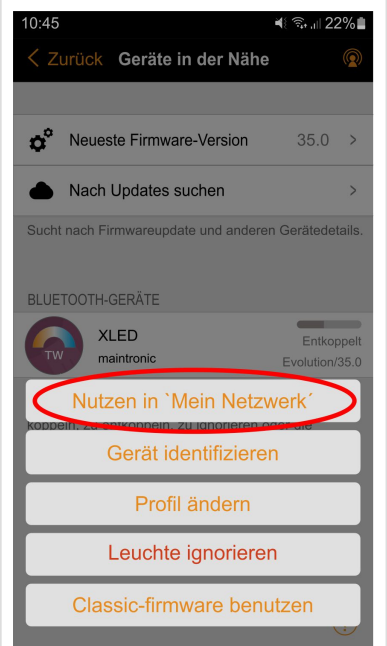 10:45 22%
Zurück Geräte in der Nähe
Neueste Firmware-Version 35.0
Nach Updates suchen
Sucht nach Firmwareupdate und anderen Gerätedetails.
BLUETOOTH-GERÄTE
XLED Entkoppelt
TW maintronic Evolution/35.0
Nutzen in `Mein Netzwerk´
koppeln, zu entkoppeln, zu ignorieren oder die
Gerät identifizieren
Profil ändern
Leuchte ignorieren
Classic-firmware benutzen